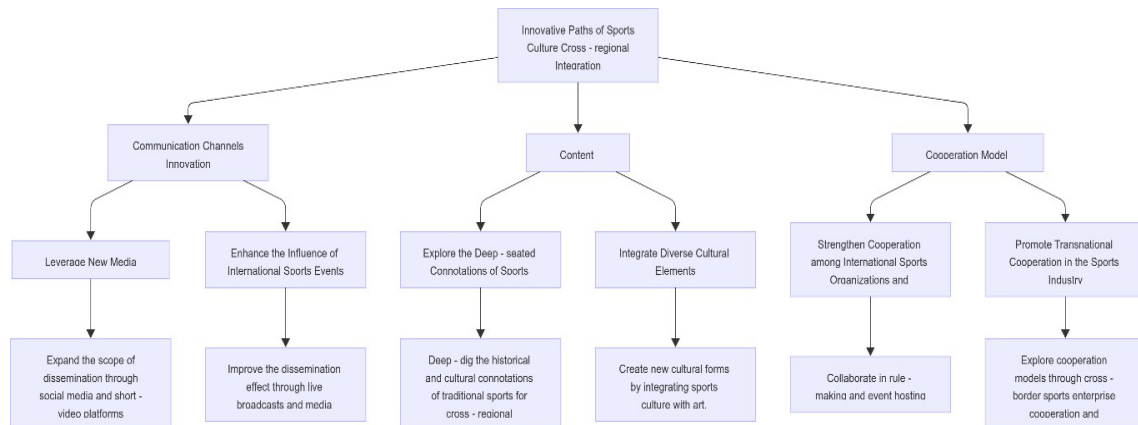 Innovative Paths of Sports
Culture Cross - regional
Integration
Communication Channels
Innovation
Content
Cooperation Model
Leverage New Media
Enhance the Influence of
International Sports Events
Explore the Deep - seated
Connotations of Sports
Integrate Diverse Cultural
Elements
Strengthen Cooperation
among International Sports
Organizations and
Promote Transnational
Cooperation in the Sports
Industry
Expand the scope of
dissemination through
social media and short -
video platforms
Improve the dissemination
effect through live
broadcasts and media
Deep - dig the historical
and cultural connotations
of traditional sports for
cross - regional
Create new cultural forms
by integrating sports
culture with art.
Collaborate in rule -
making and event hosting
Explore cooperation
models through cross -
border sports enterprise
cooperation and